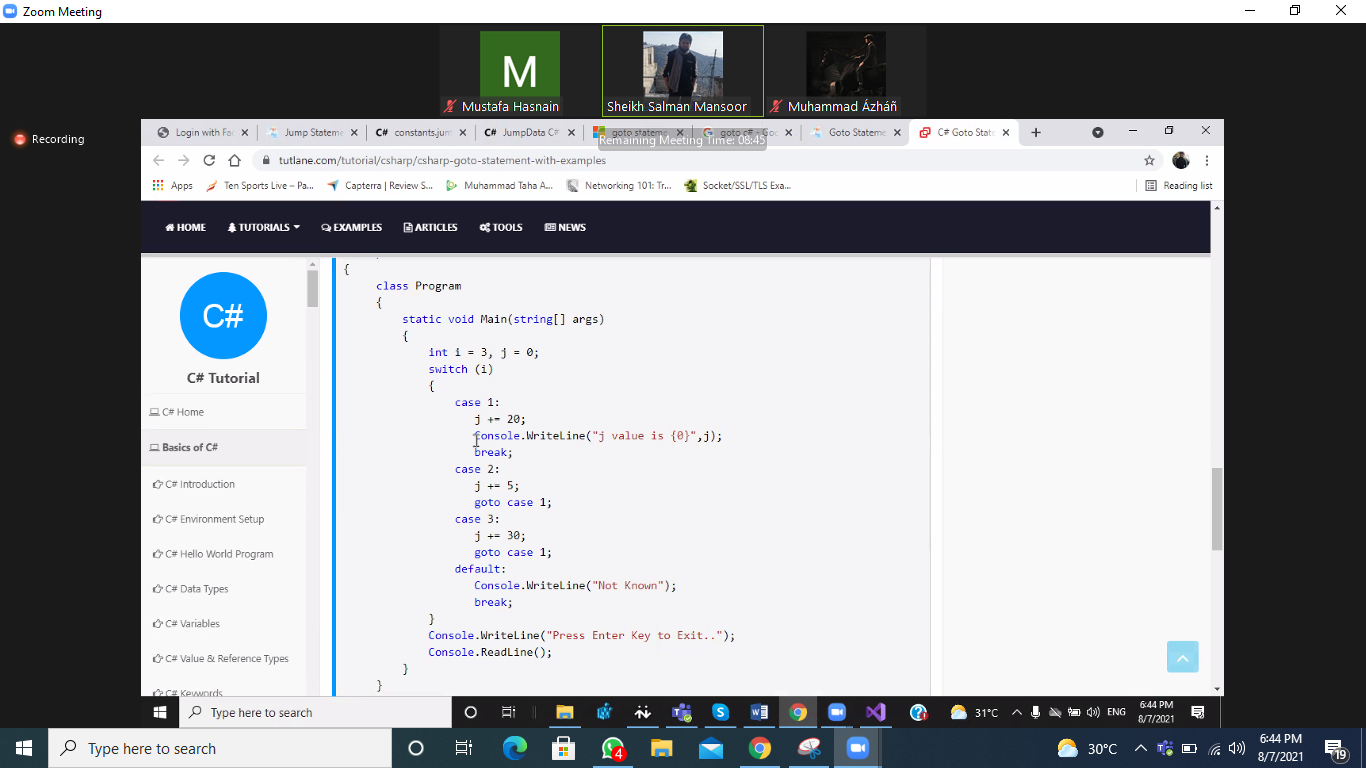 Zoom Meeting
M
Mustafa Hasnain
Sheikh Salman Mansoor
Muhammad Ázháñ
Recording
Login with Fac
Jump Stateme
C# constants.jum
C# JumpData C#
goto statem
goto c# - Goo
Goto Stateme
C# Goto State
Remaining Meeting Time: 08:45
tutlane.com/tutorial/csharp/csharp-goto-statement-with-examples
Apps
Ten Sports Live – Pa...
Capterra | Review S...
Muhammad Taha A...
Networking 101: Tr...
Socket/SSL/TLS Exa...
Reading list
HOME
TUTORIALS
EXAMPLES
ARTICLES
TOOLS
NEWS
C#
C# Tutorial
C# Home
Basics of C#
C# Introduction
C# Environment Setup
C# Hello World Program
C# Data Types
C# Variables
C# Value & Reference Types
C# Keywords
{
class Program
{
static void Main(string[] args)
{
int i = 3, j = 0;
switch (i)
{
case 1:
j += 20;
Console.WriteLine("j value is {0}",j);
break;
case 2:
j += 5;
goto case 1;
case 3:
j += 30;
goto case 1;
default:
Console.WriteLine("Not Known");
break;
}
Console.WriteLine("Press Enter Key to Exit..");
Console.ReadLine();
}
}
Type here to search
31°C
ENG
6:44 PM
8/7/2021
Type here to search
4
30°C
6:44 PM
8/7/2021
19